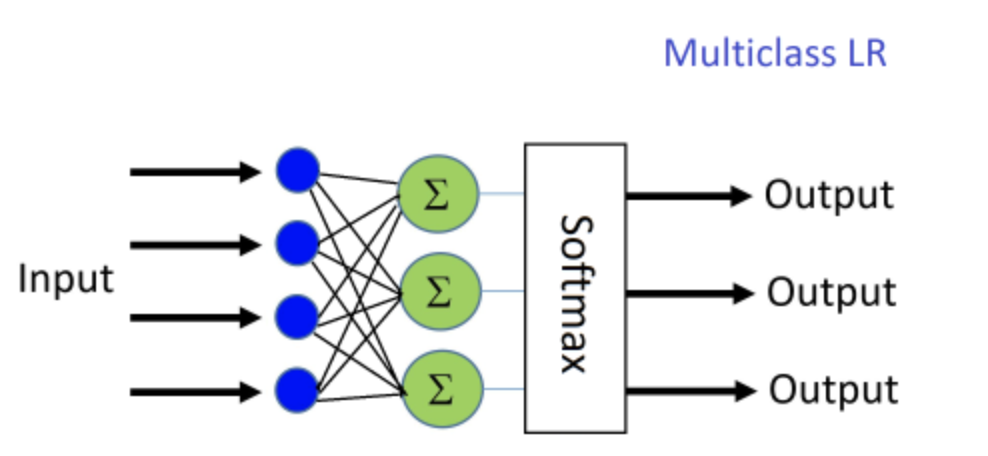 Multiclass LR
Input
Σ
Σ
Σ
Softmax
Output
Output
Output